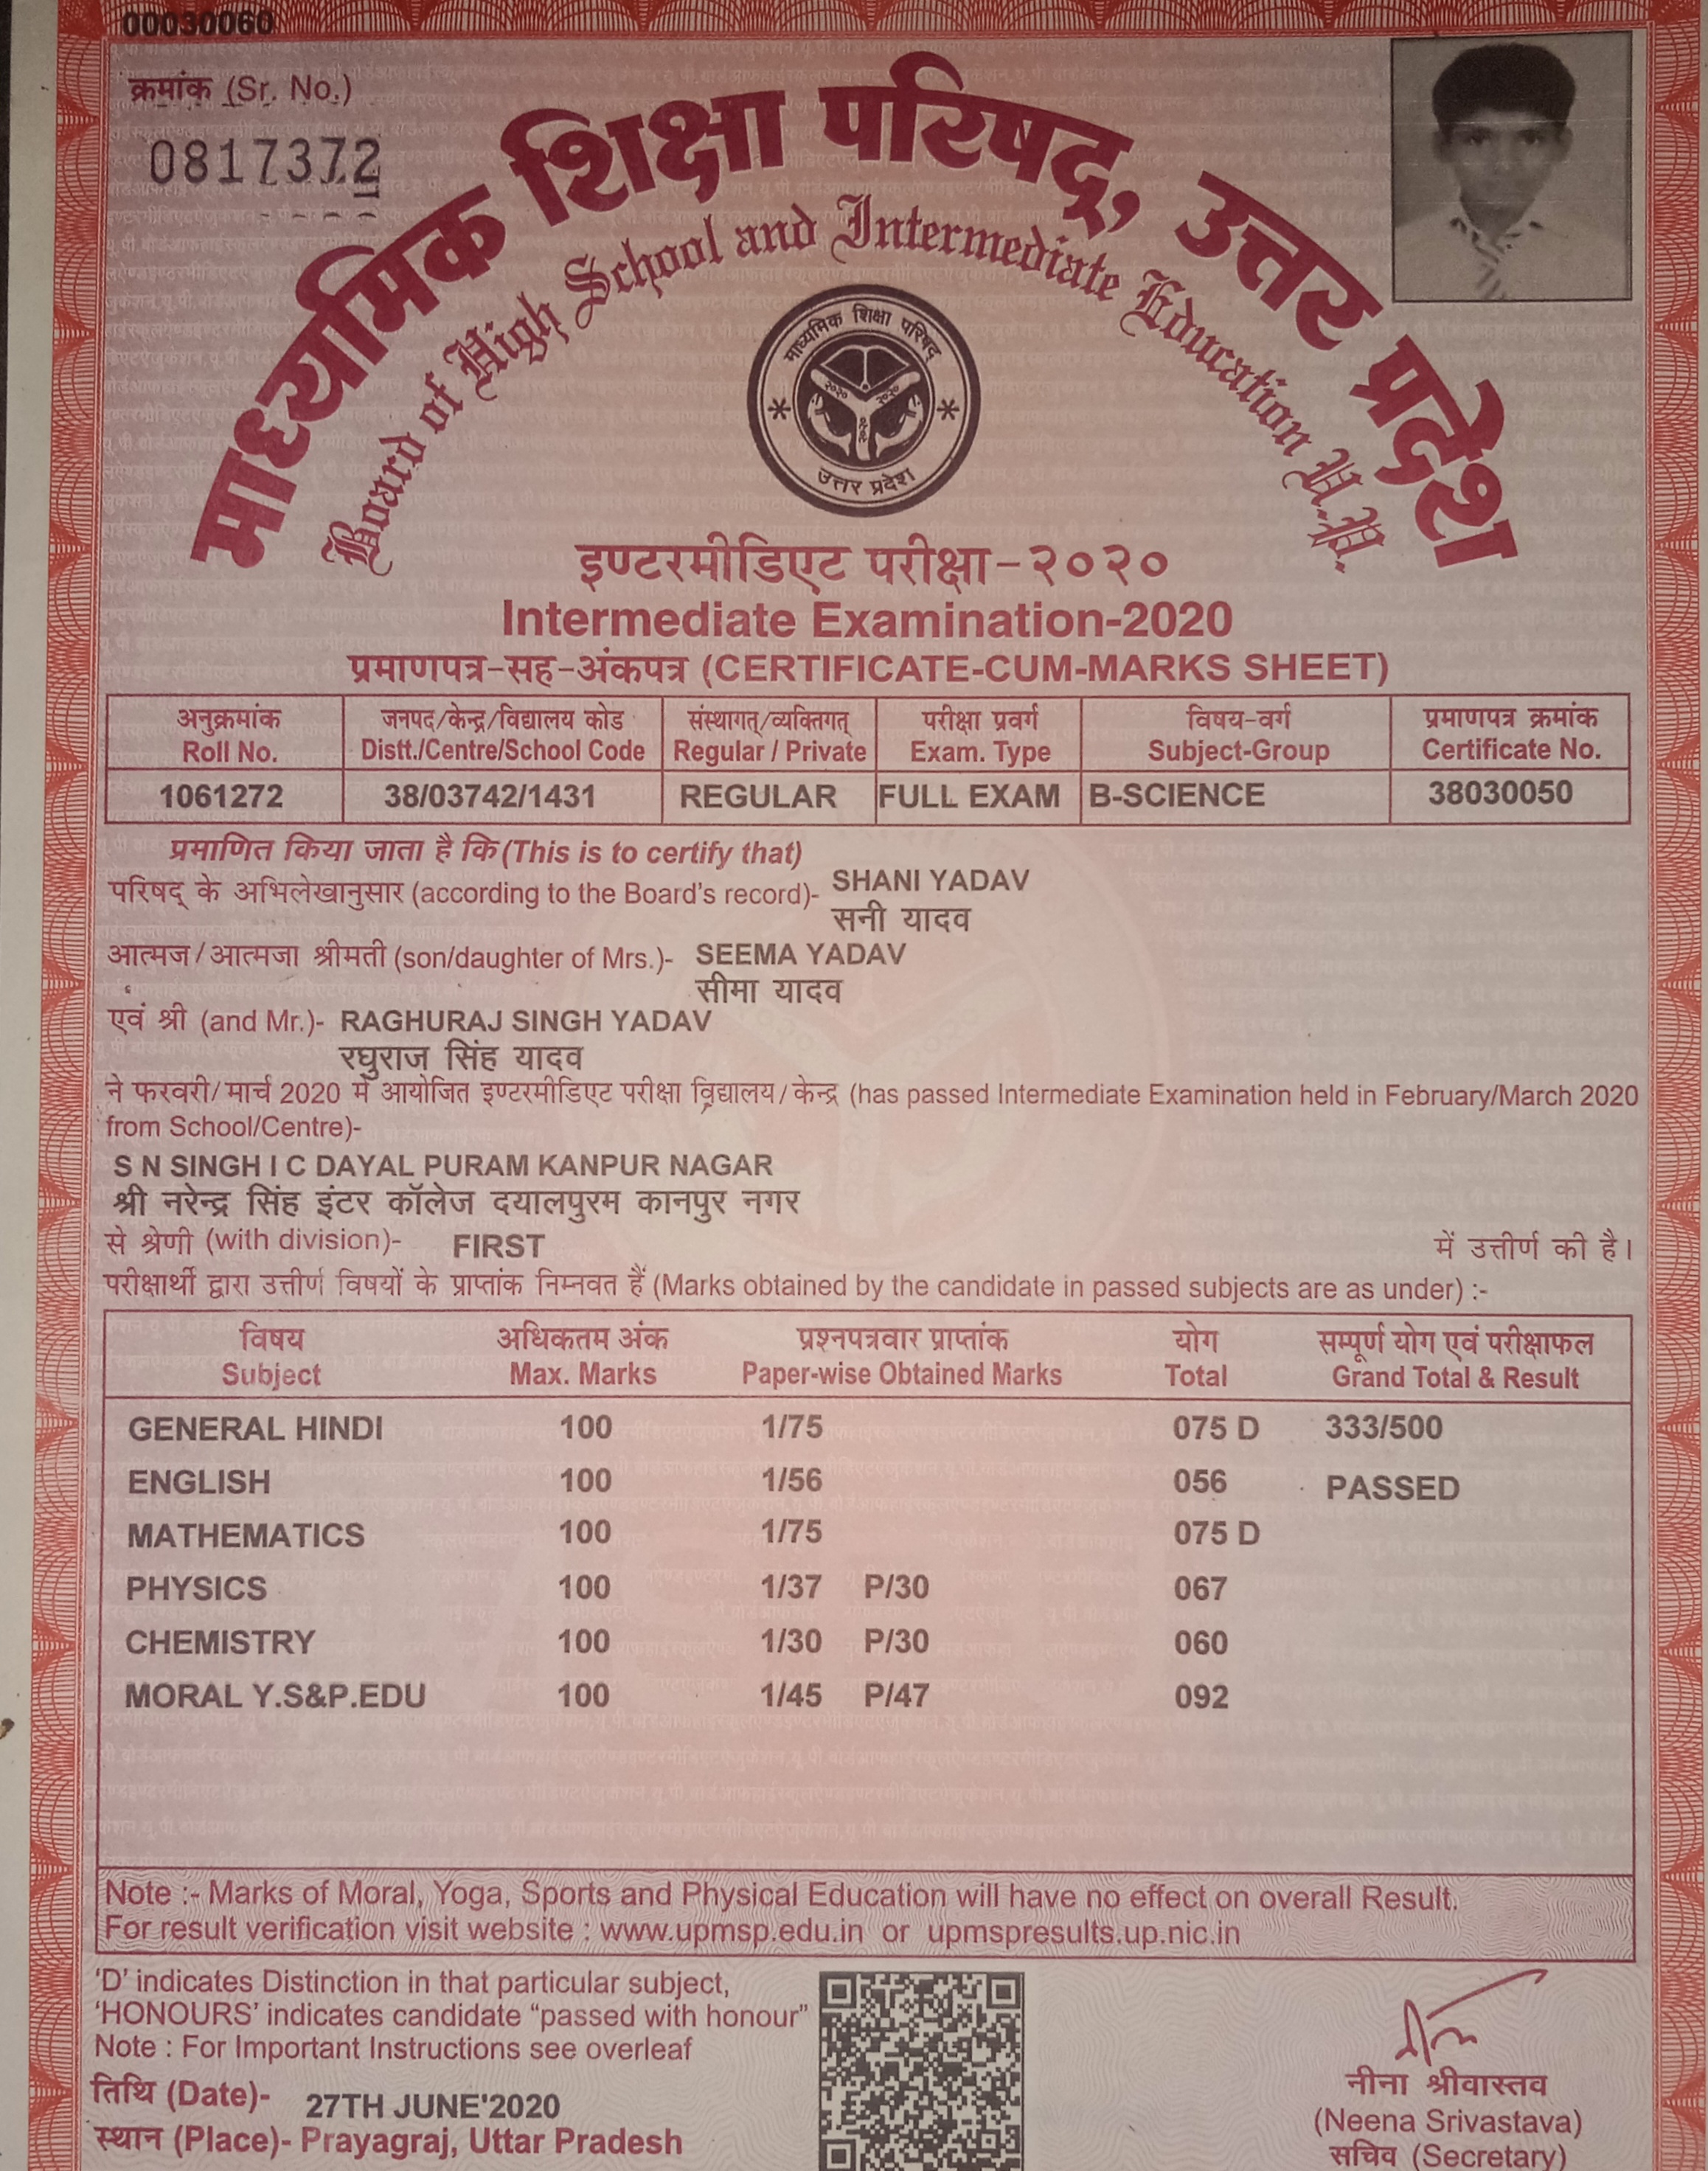 00030060
क्रमांक (Sr. No.)
0817372
माध्यमिक शिक्षा परिषद्, उत्तर प्रदेश
Board of High School and Intermediate Education U.P.
माध्यमिक शिक्षा परिषद्
उत्तर प्रदेश
इण्टरमीडिएट परीक्षा-२०२०
Intermediate Examination-2020
प्रमाणपत्र-सह-अंकपत्र (CERTIFICATE-CUM-MARKS SHEET)
अनुक्रमांक जनपद/केन्द्र/विद्यालय कोड संस्थागत्/व्यक्तिगत् परीक्षा प्रवर्ग विषय-वर्ग प्रमाणपत्र क्रमांक
Roll No. Distt./Centre/School Code Regular / Private Exam. Type Subject-Group Certificate No.
1061272 38/03742/1431 REGULAR FULL EXAM B-SCIENCE 38030050
प्रमाणित किया जाता है कि (This is to certify that)
परिषद् के अभिलेखानुसार (according to the Board's record)- SHANI YADAV
सनी यादव
आत्मज/आत्मजा श्रीमती (son/daughter of Mrs.)- SEEMA YADAV
सीमा यादव
एवं श्री (and Mr.)- RAGHURAJ SINGH YADAV
रघुराज सिंह यादव
ने फरवरी/मार्च 2020 में आयोजित इण्टरमीडिएट परीक्षा विद्यालय/केन्द्र (has passed Intermediate Examination held in February/March 2020
from School/Centre)-
S N SINGH I C DAYAL PURAM KANPUR NAGAR
श्री नरेन्द्र सिंह इंटर कॉलेज दयालपुरम कानपुर नगर
से श्रेणी (with division)- FIRST में उत्तीर्ण की है।
परीक्षार्थी द्वारा उत्तीर्ण विषयों के प्राप्तांक निम्नवत हैं (Marks obtained by the candidate in passed subjects are as under) :-
विषय अधिकतम अंक प्रश्नपत्रवार प्राप्तांक योग सम्पूर्ण योग एवं परीक्षाफल
Subject Max. Marks Paper-wise Obtained Marks Total Grand Total & Result
GENERAL HINDI 100 1/75 075 D 333/500
ENGLISH 100 1/56 056 PASSED
MATHEMATICS 100 1/75 075 D
PHYSICS 100 1/37 P/30 067
CHEMISTRY 100 1/30 P/30 060
MORAL Y.S&P.EDU 100 1/45 P/47 092
Note :- Marks of Moral, Yoga, Sports and Physical Education will have no effect on overall Result.
For result verification visit website : www.upmsp.edu.in or upmspresults.up.nic.in
'D' indicates Distinction in that particular subject,
'HONOURS' indicates candidate "passed with honour"
Note : For Important Instructions see overleaf
तिथि (Date)- 27TH JUNE'2020
स्थान (Place)- Prayagraj, Uttar Pradesh
नीना श्रीवास्तव
(Neena Srivastava)
सचिव (Secretary)